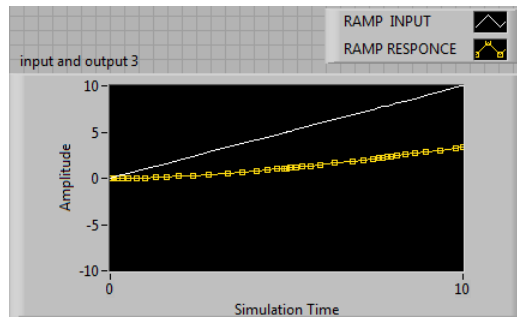 RAMP INPUT
RAMP RESPONCE
input and output 3
10
5
0
-5
-10
Amplitude
0
10
Simulation Time